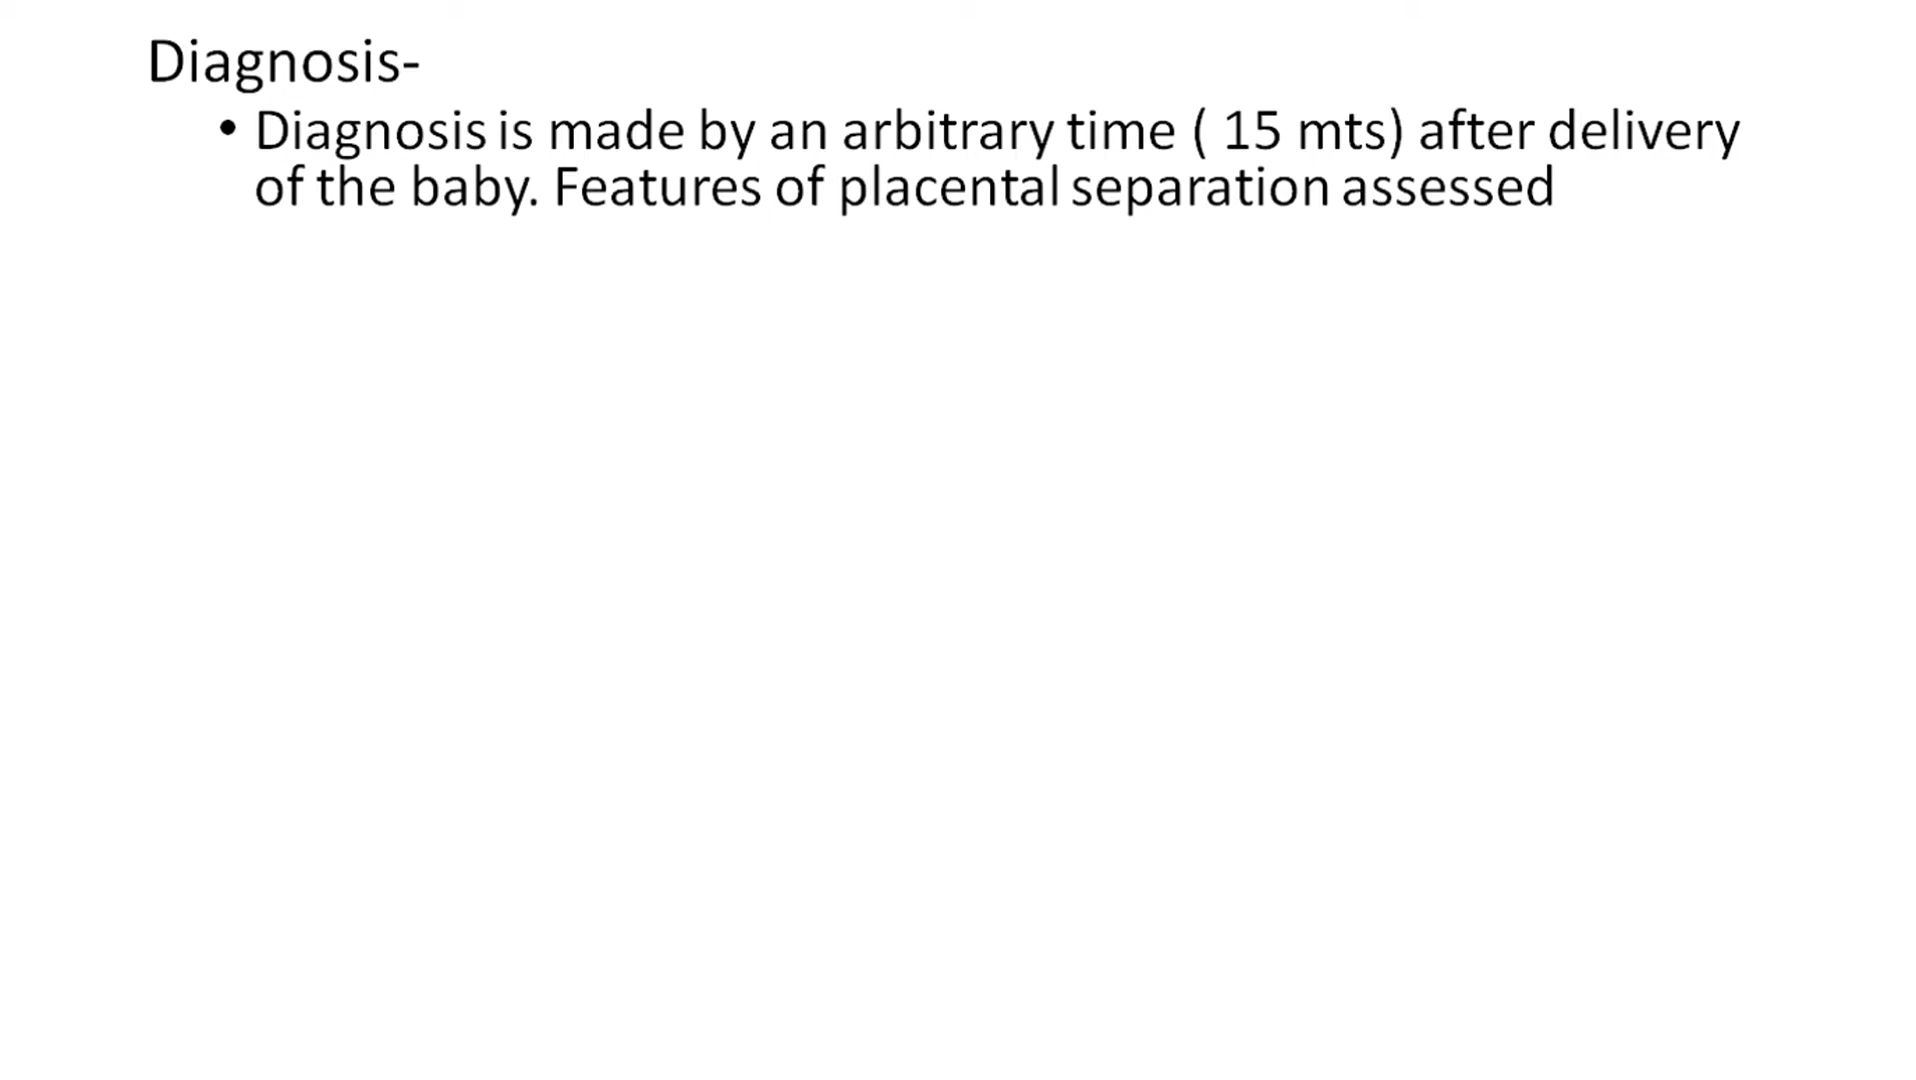 Diagnosis-
• Diagnosis is made by an arbitrary time ( 15 mts) after delivery
of the baby. Features of placental separation assessed